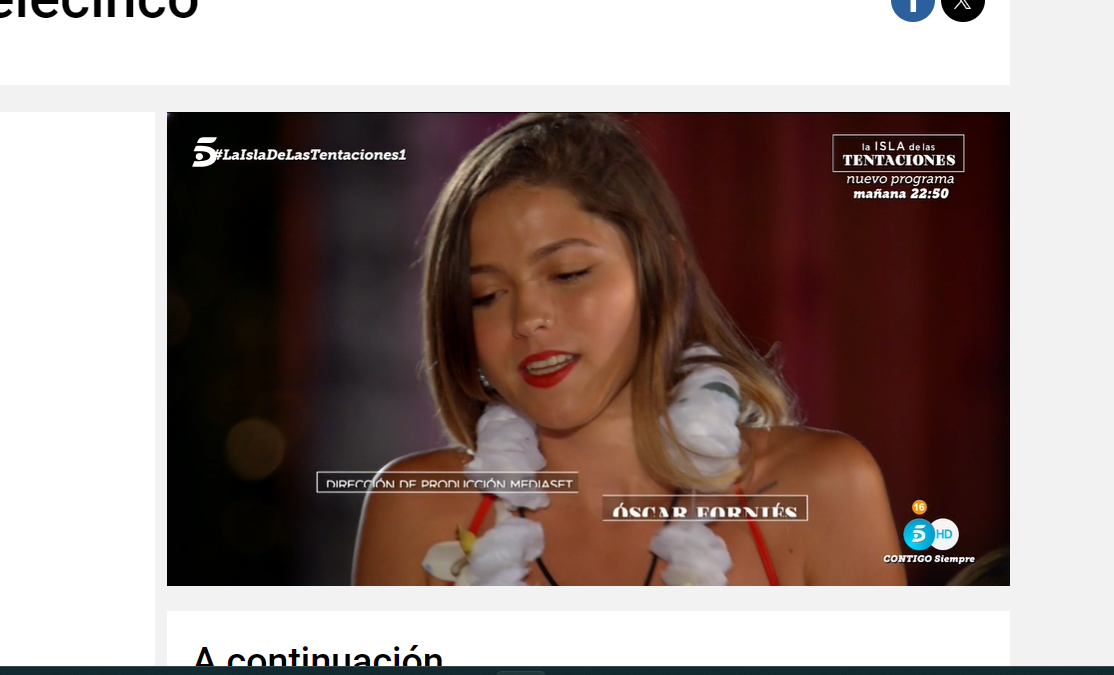 elecinco
5#LaIslaDeLasTentaciones1
la ISLA de las
TENTACIONES
nuevo programa
mañana 22:50
DIRECCIÓN DE PRODUCCIÓN MEDIASET
ÓSCAR FORNIÉS
16
5 HD
CONTIGO Siempre
A continuación